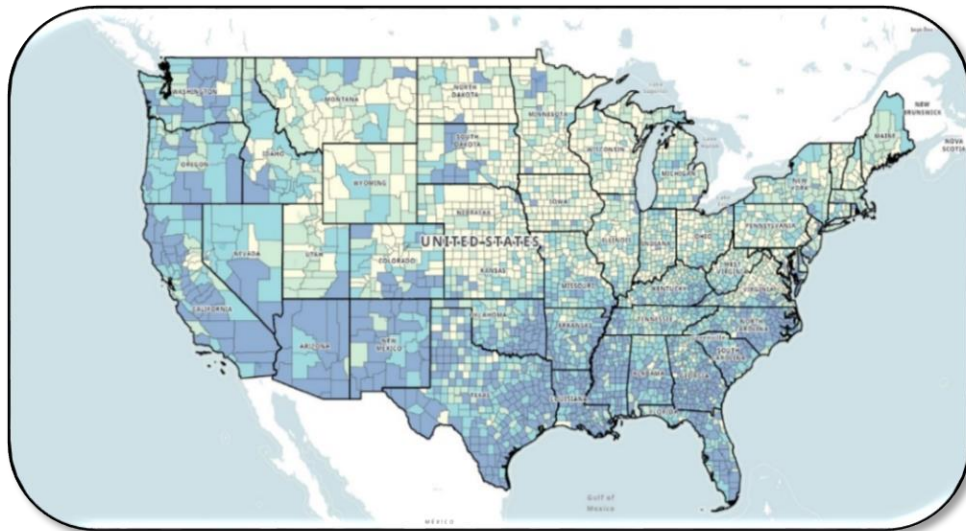 NEW
BRUNSWICK
NOVA
SCOTIA
WASHINGTON
MONTANA
NORTH
DAKOTA
MINNESOTA
MAINE
OREGON
IDAHO
SOUTH
DAKOTA
WISCONSIN
MICHIGAN
NEW
YORK
WYOMING
IOWA
NEBRASKA
PENNSYLVANIA
UNITED STATES
ILLINOIS
INDIANA
OHIO
NEVADA
UTAH
COLORADO
KANSAS
MISSOURI
WEST
VIRGINIA
VIRGINIA
KENTUCKY
CALIFORNIA
OKLAHOMA
TENNESSEE
NORTH
CAROLINA
ARIZONA
NEW
MEXICO
ARKANSAS
SOUTH
CAROLINA
ALABAMA
GEORGIA
TEXAS
LOUISIANA
FLORIDA
Gulf of
Mexico
MÉXICO